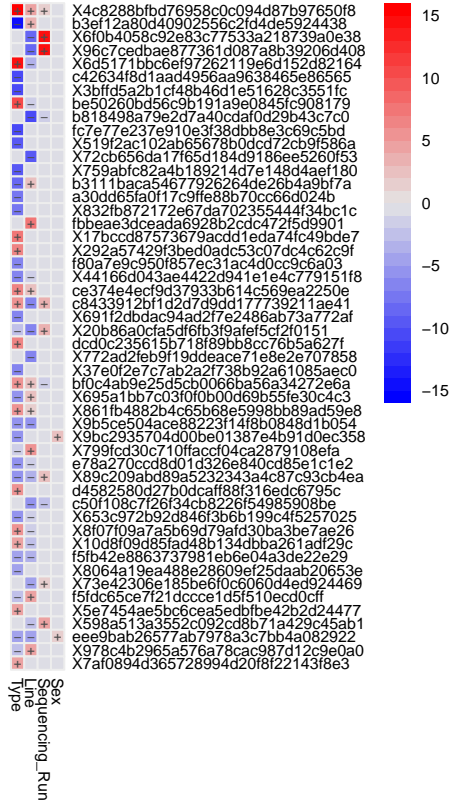 X4c8288bfbd76958c0c094d87b97650f8
b3ef12a80d40902556c2fd4de5924438
X6f0b4058c92e83c77533a218739a0e38
X96c7cedbae877361d087a8b39206d408
X6d5171bbc6ef97262119e6d152d82164
c42634f8d1aad4956aa9638465e86565
X3bffd5a2b1cf48b46d1e51628c3551fc
be50260bd56c9b191a9e0845fc908179
b818498a79e2d7a40cdaf0d29b43c7c0
fc7e77e237e910e3f38dbb8e3c69c5bd
X519f2ac102ab65678b0dcd72cb9f586a
X72cb656da17f65d184d9186ee5260f53
X759abfc82a4b189214d7e148d4aef180
b3111baca54677926264de26b4a9bf7a
a30dd65fa0f17c9ffe88b70cc66d024b
X832fb872172e67da702355444f34bc1c
fbbeae3dceada6928b2cdc472f5d9901
X17bccd87573679acdd1eda74fc49bde7
X292a57429f3bed0adc53c07dc4c62c9f
f80a7e9c950f857ec31ac4d0cc9c6a03
X44166d043ae4422d941e1e4c779151f8
ce374e4ecf9d37933b614c569ea2250e
c8433912bf1d2d7d9dd177739211ae41
X691f2dbdac94ad2f7e2486ab73a772af
X20b86a0cfa5df6fb3f9afef5cf2f0151
dcd0c235615b718f89bb8cc76b5a627f
X772ad2feb9f19ddeace71e8e2e707858
X37e0f2e7c7ab2a2f738b92a61085aec0
bf0c4ab9e25d5cb0066ba56a34272e6a
X695a1bb7c03f0f0b00d69b55fe30c4c3
X861fb4882b4c65b68e5998bb89ad59e8
X9b5ce504ace88223f14f8b0848d1b054
X9bc2935704d00be01387e4b91d0ec358
X799fcd30c710ffaccf04ca2879108efa
e78a270ccd8d01d326e840cd85e1c1e2
X89c209abd89a5232343a4c87c93cb4ea
d4582580d27b0dcaff88f316edc6795c
c50f108c7f26f34cb8226f54985908be
X653c972b92d846f3b6b199c4f5257025
X8f07f09a7a5b69d79afd30ba3be7ae26
X10d8f09d85fad48b134dbba261adf29c
f5fb42e8863737981eb6e04a3de22e29
X8064a19ea488e28609ef25daab20653e
X73e42306e185be6f0c6060d4ed924469
f5fdc65ce7f21dccce1d5f510ecd0cff
X5e7454ae5bc6cea5edbfbe42b2d24477
X598a513a3552c092cd8b71a429c45ab1
eee9bab26577ab7978a3c7bb4a082922
X978c4b2965a576a78cac987d12c9e0a0
X7af0894d365728994d20f8f22143f8e3
Type
Line
Sequencing_Run
Sex
15
10
5
0
−5
−10
−15